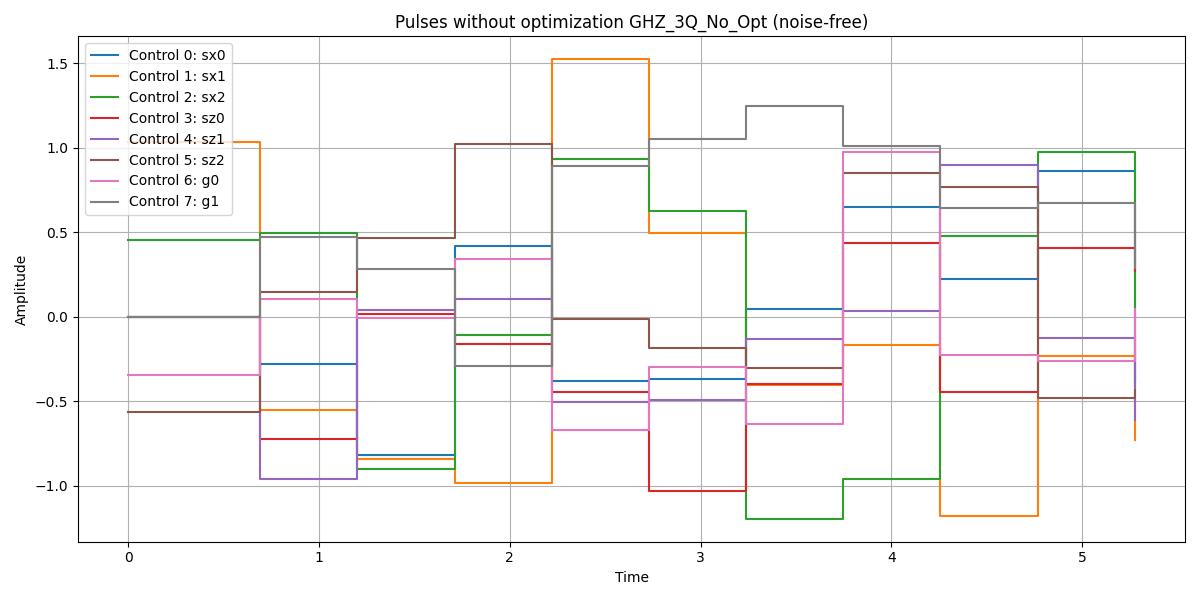 Pulses without optimization GHZ_3Q_No_Opt (noise-free)
Control 0: sx0
Control 1: sx1
Control 2: sx2
Control 3: sz0
Control 4: sz1
Control 5: sz2
Control 6: g0
Control 7: g1
1.5
1.0
0.5
0.0
−0.5
−1.0
Amplitude
0 1 2 3 4 5
Time